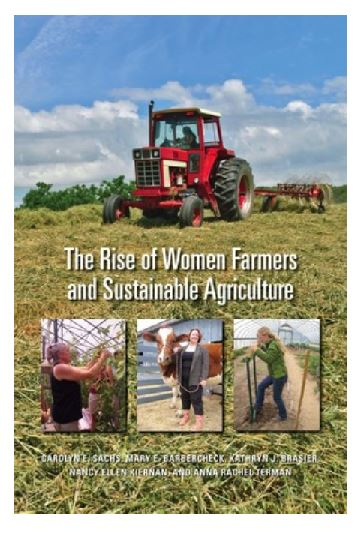 The Rise of Women Farmers
and Sustainable Agriculture
CAROLYN E. SACHS, MARY E. BARBERCHECK, KATHRYN J. BRASIER,
NANCY ELLEN KIERNAN, AND ANNA RACHEL TERMAN